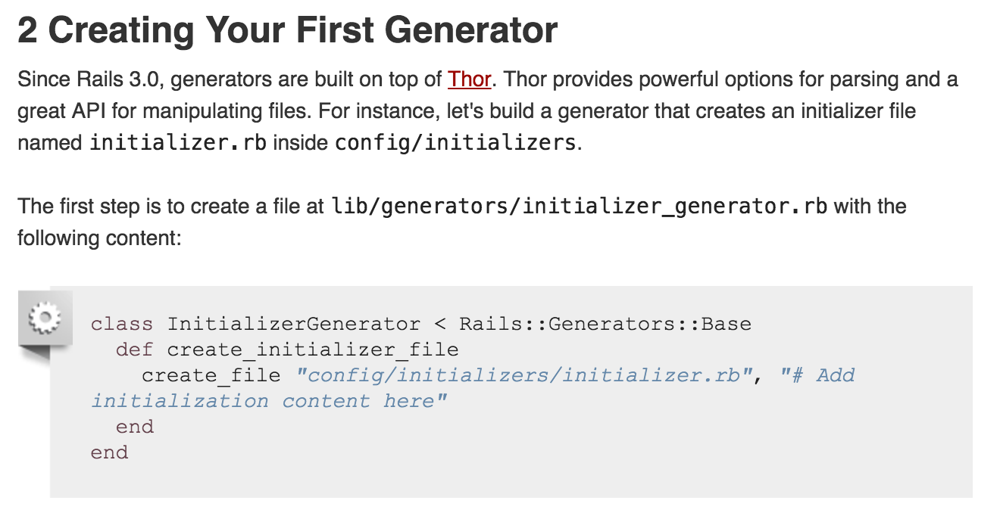 2 Creating Your First Generator
Since Rails 3.0, generators are built on top of Thor. Thor provides powerful options for parsing and a
great API for manipulating files. For instance, let's build a generator that creates an initializer file
named initializer.rb inside config/initializers.
The first step is to create a file at lib/generators/initializer_generator.rb with the
following content:
class InitializerGenerator < Rails::Generators::Base
  def create_initializer_file
    create_file "config/initializers/initializer.rb", "# Add
initialization content here"
  end
end